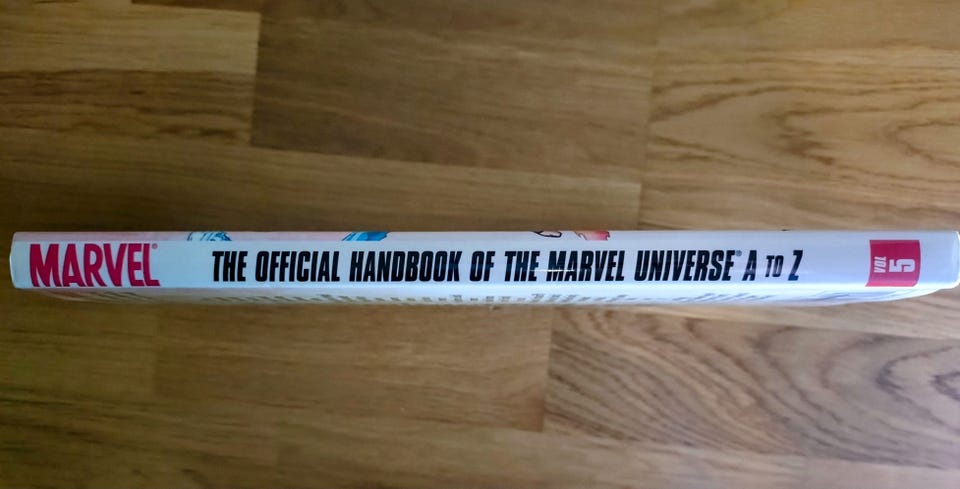 MARVEL®
THE OFFICIAL HANDBOOK OF THE MARVEL UNIVERSE® A TO Z
VOL 5